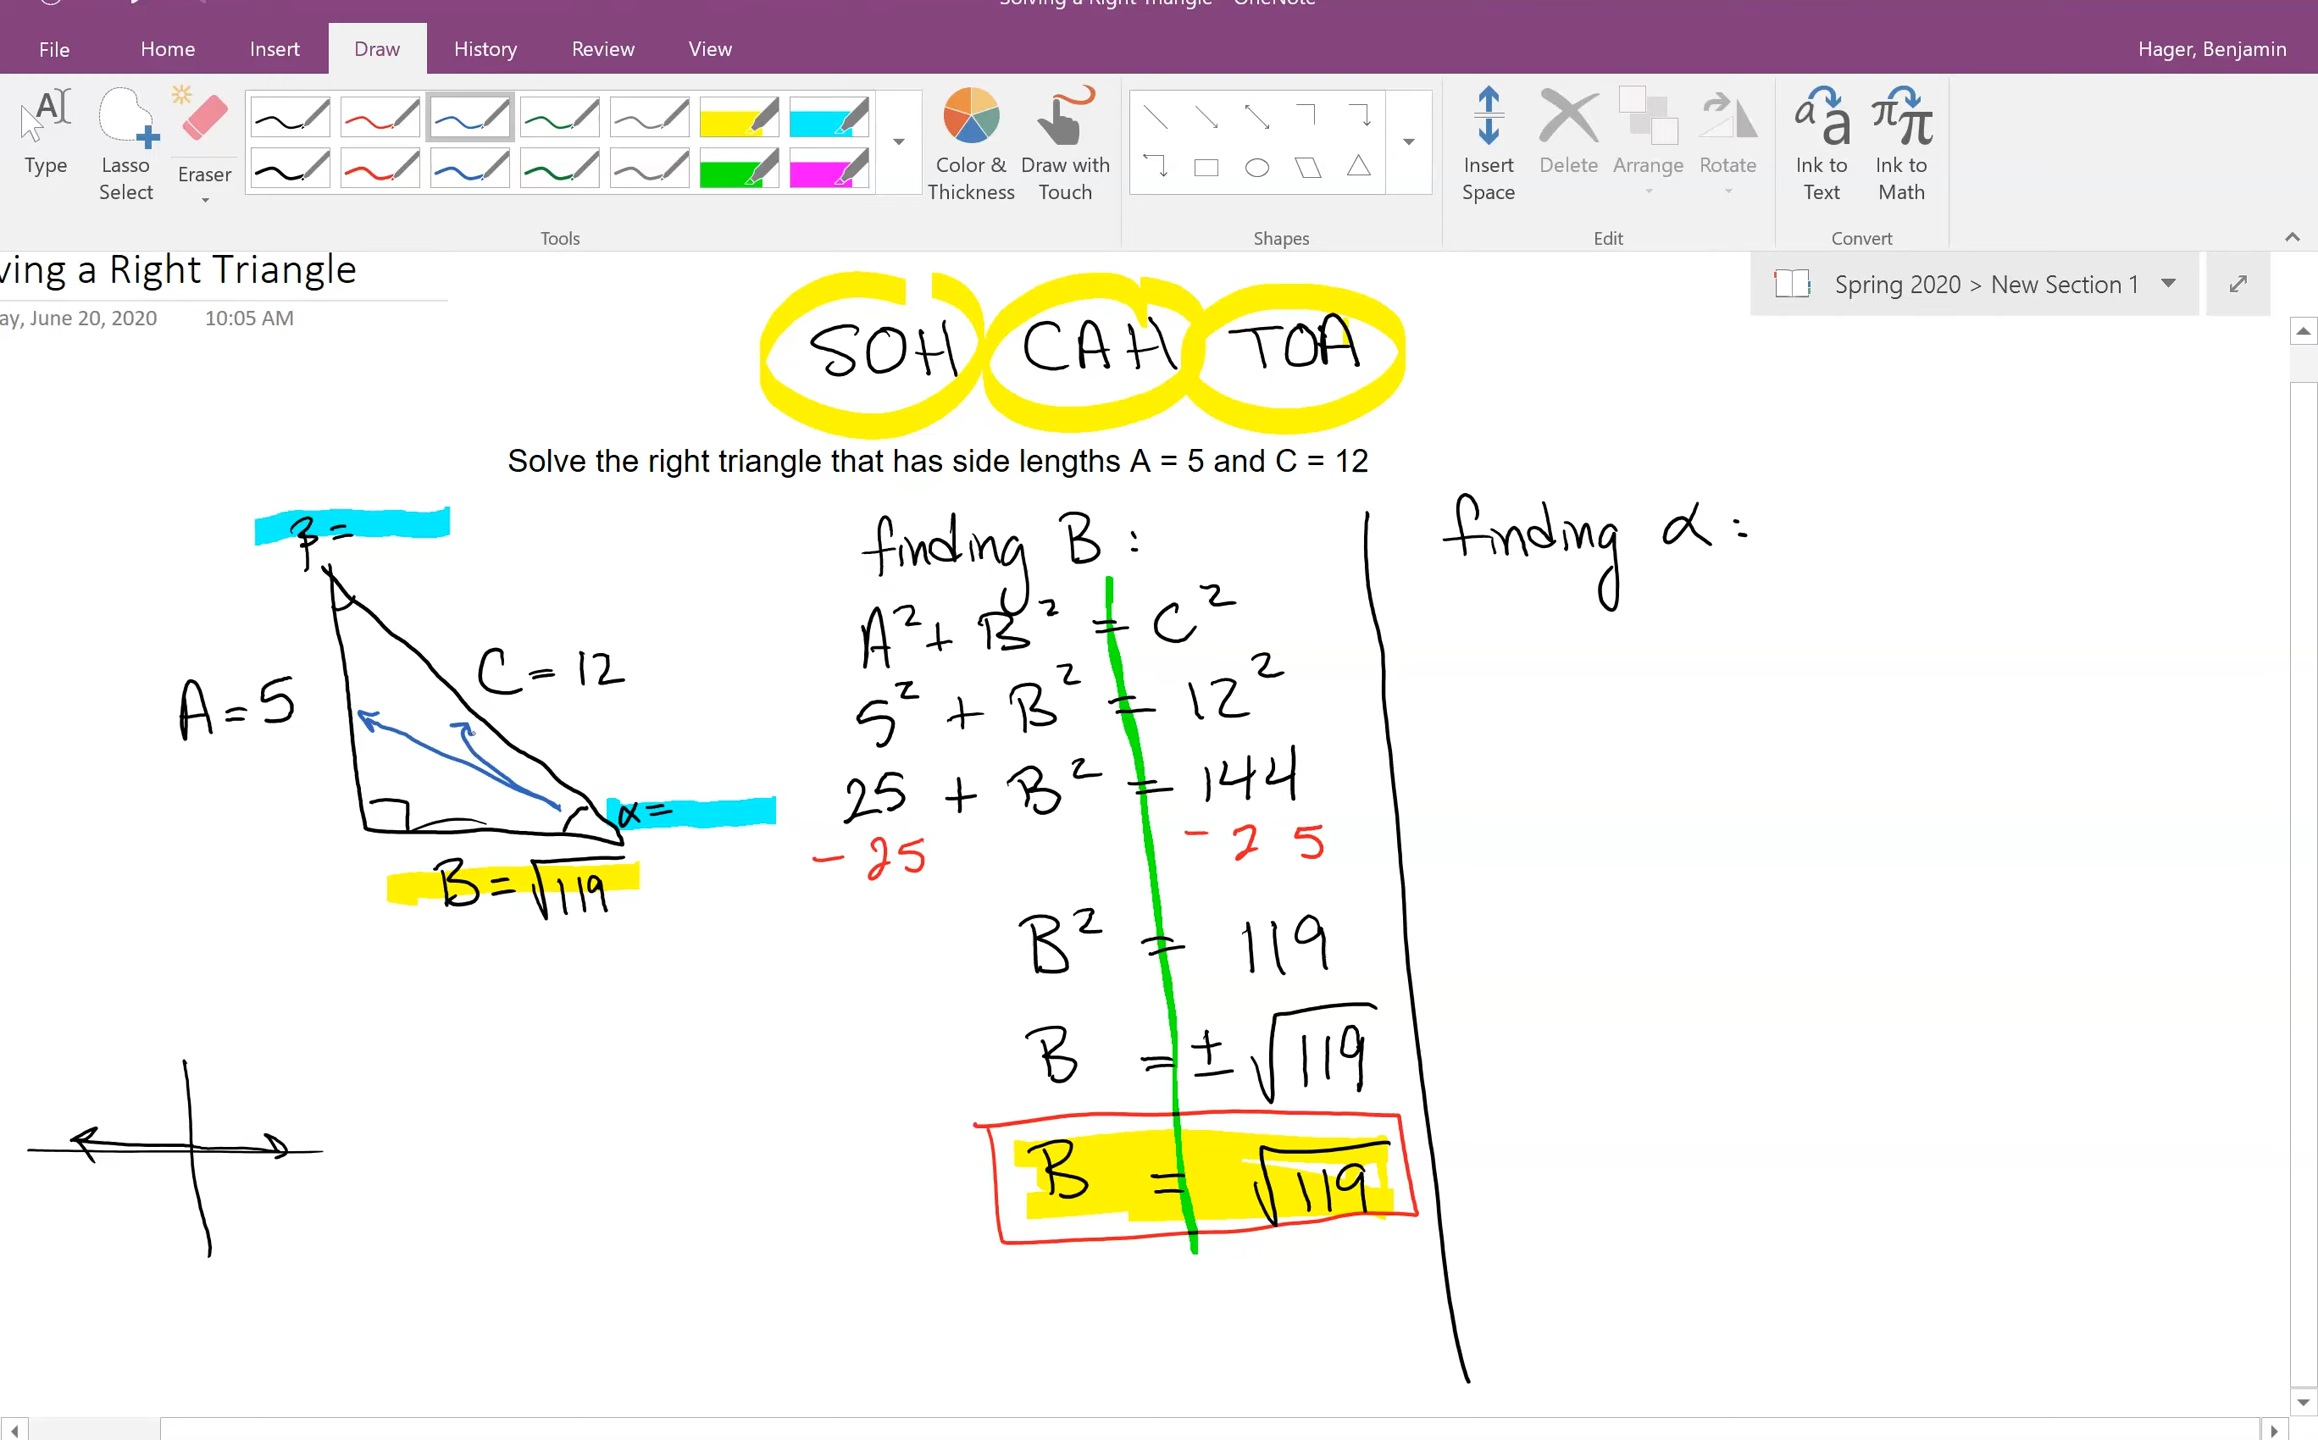 File Home Insert Draw History Review View Hager, Benjamin
Type
Lasso Select
Eraser
Color & Thickness
Draw with Touch
Insert Space
Delete
Arrange
Rotate
Ink to Text
Ink to Math
Tools
Shapes
Edit
Convert
ving a Right Triangle
ay, June 20, 2020 10:05 AM
Spring 2020 > New Section 1
SOH CAH TOA
Solve the right triangle that has side lengths A = 5 and C = 12
β =
A = 5
C = 12
α =
B = √119
finding B :
A² + B² = C²
5² + B² = 12²
25 + B² = 144
- 25 - 25
B² = 119
B = ± √119
B = √119
finding α :